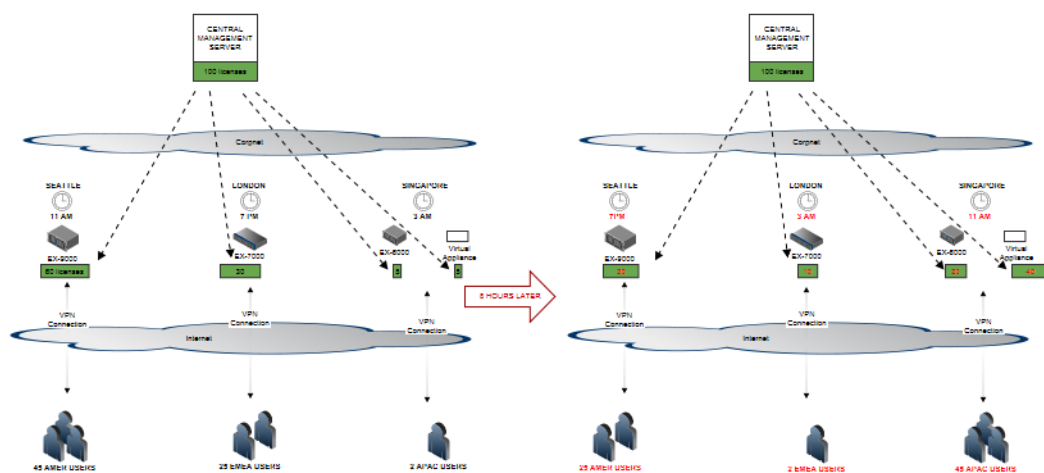 CENTRAL
MANAGEMENT
SERVER
100 licenses
Corpnet
SEATTLE
11 AM
EX-9000
60 licenses
LONDON
7 PM
EX-7000
30
SINGAPORE
3 AM
EX-6000
5
Virtual
Appliance
5
VPN
Connection
VPN
Connection
VPN
Connection
Internet
45 AMER USERS
25 EMEA USERS
2 APAC USERS
8 HOURS LATER
CENTRAL
MANAGEMENT
SERVER
100 licenses
Corpnet
SEATTLE
7PM
EX-9000
LONDON
3 AM
EX-7000
10
SINGAPORE
11 AM
EX-6000
Virtual
Appliance
40
VPN
Connection
VPN
Connection
VPN
Connection
Internet
25 AMER USERS
2 EMEA USERS
45 APAC USERS